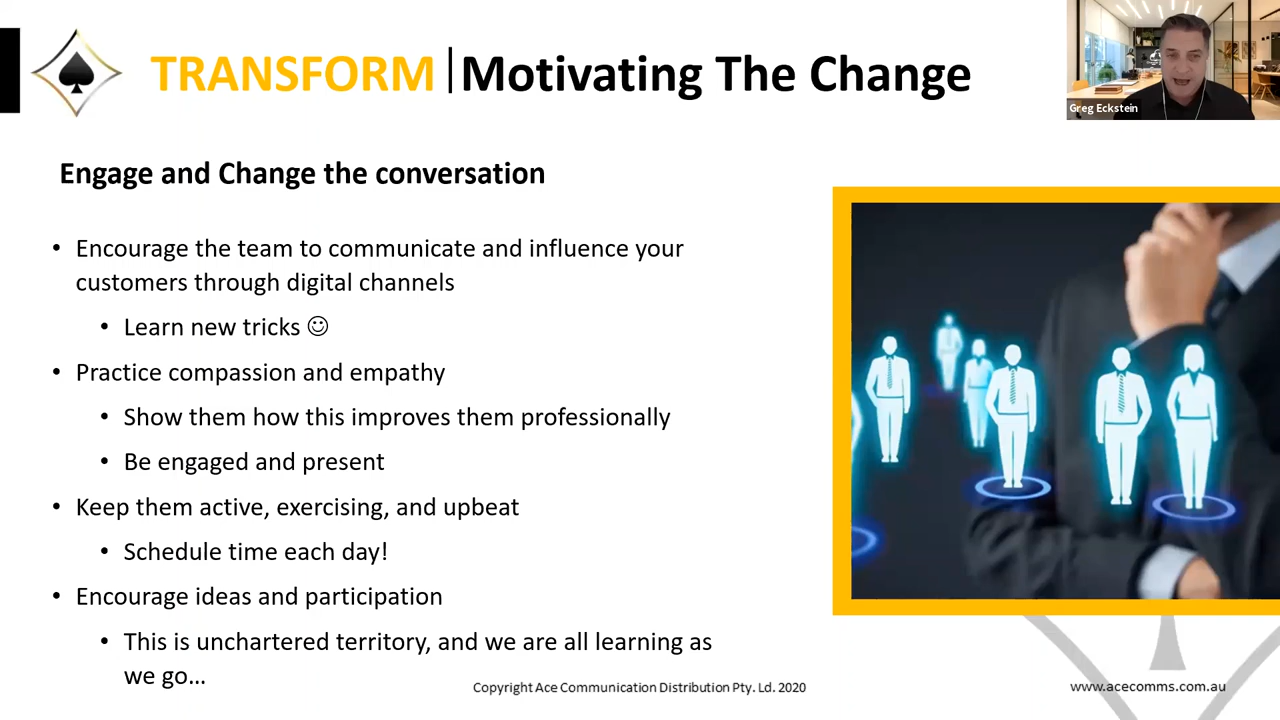 TRANSFORM | Motivating The Change
Greg Eckstein
Engage and Change the conversation
• Encourage the team to communicate and influence your
customers through digital channels
• Learn new tricks ☺
• Practice compassion and empathy
• Show them how this improves them professionally
• Be engaged and present
• Keep them active, exercising, and upbeat
• Schedule time each day!
• Encourage ideas and participation
• This is unchartered territory, and we are all learning as
we go...
Copyright Ace Communication Distribution Pty. Ld. 2020
www.acecomms.com.au